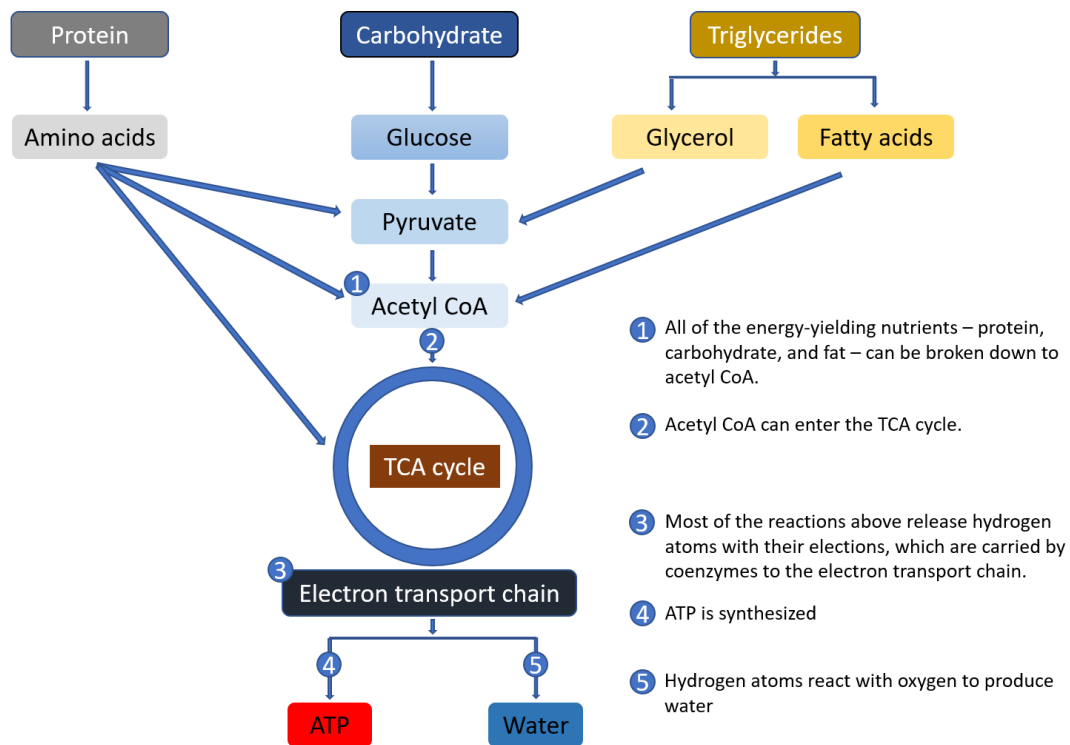 Protein
Carbohydrate
Triglycerides
Amino acids
Glucose
Glycerol
Fatty acids
Pyruvate
1
Acetyl CoA
2
TCA cycle
3
Electron transport chain
4
5
ATP
Water
1 All of the energy-yielding nutrients – protein,
carbohydrate, and fat – can be broken down to
acetyl CoA.
2 Acetyl CoA can enter the TCA cycle.
3 Most of the reactions above release hydrogen
atoms with their elections, which are carried by
coenzymes to the electron transport chain.
4 ATP is synthesized
5 Hydrogen atoms react with oxygen to produce
water